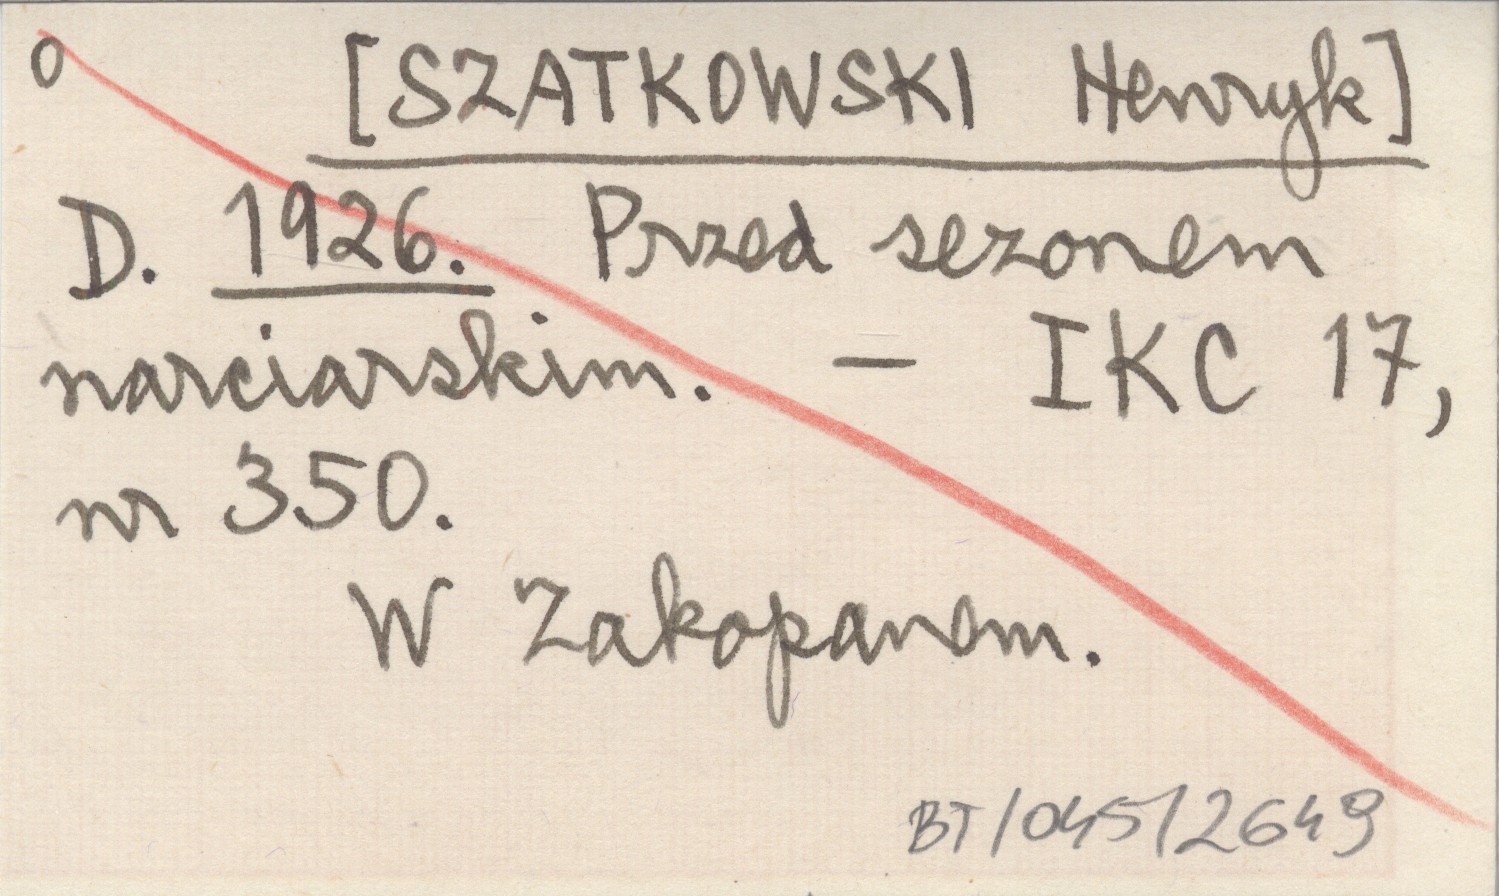 0 [SZATKOWSKI Henryk]
D. 1926. Przed sezonem
narciarskim. – IKC 17,
nr 350.
W Zakopanem.
BT/045/2649